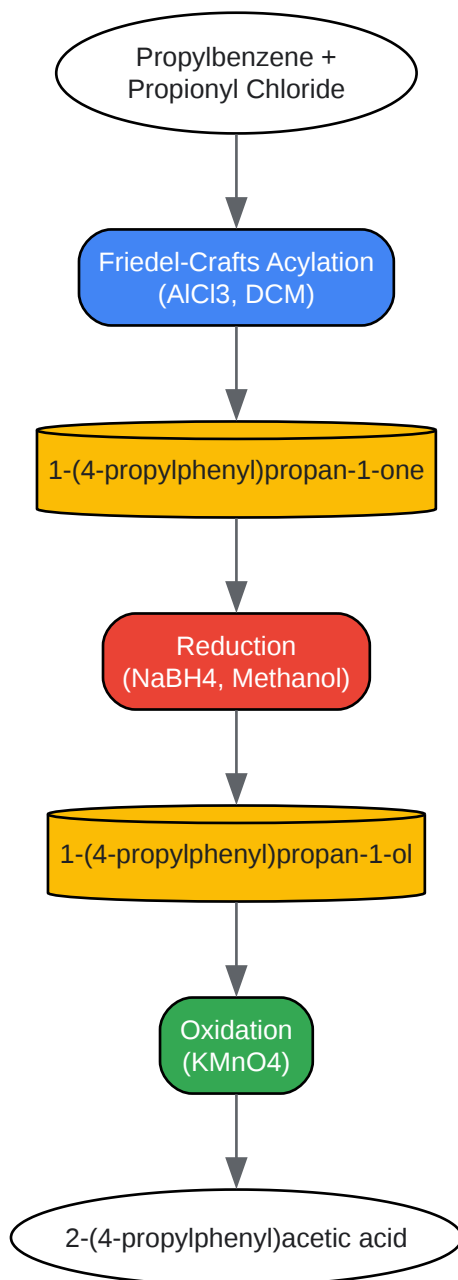 Propylbenzene +
Propionyl Chloride
Friedel-Crafts Acylation
(AlCl3, DCM)
1-(4-propylphenyl)propan-1-one
Reduction
(NaBH4, Methanol)
1-(4-propylphenyl)propan-1-ol
Oxidation
(KMnO4)
2-(4-propylphenyl)acetic acid